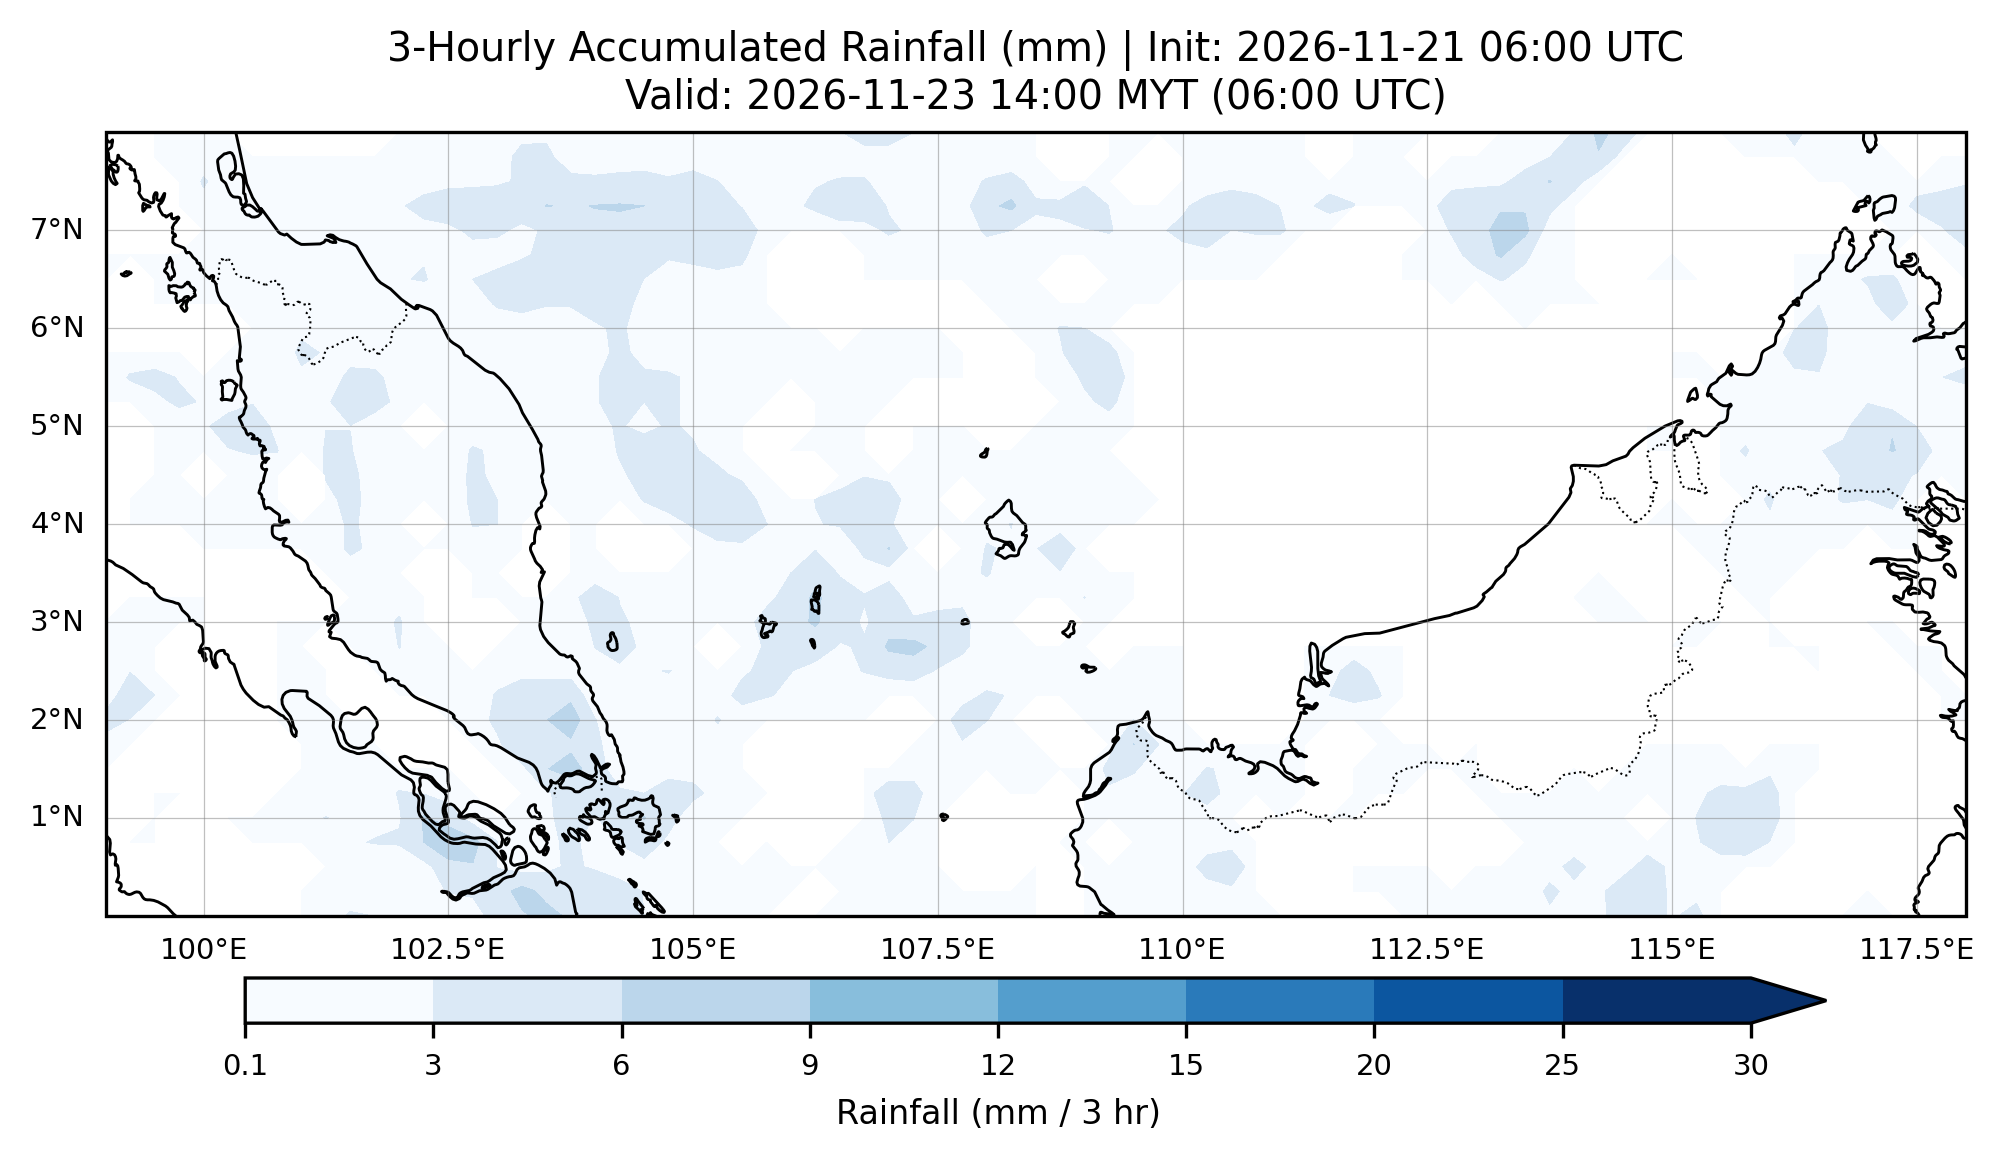 3-Hourly Accumulated Rainfall (mm) | Init: 2026-11-21 06:00 UTC
Valid: 2026-11-23 14:00 MYT (06:00 UTC)
7°N
6°N
5°N
4°N
3°N
2°N
1°N
100°E 102.5°E 105°E 107.5°E 110°E 112.5°E 115°E 117.5°E
0.1 3 6 9 12 15 20 25 30
Rainfall (mm / 3 hr)